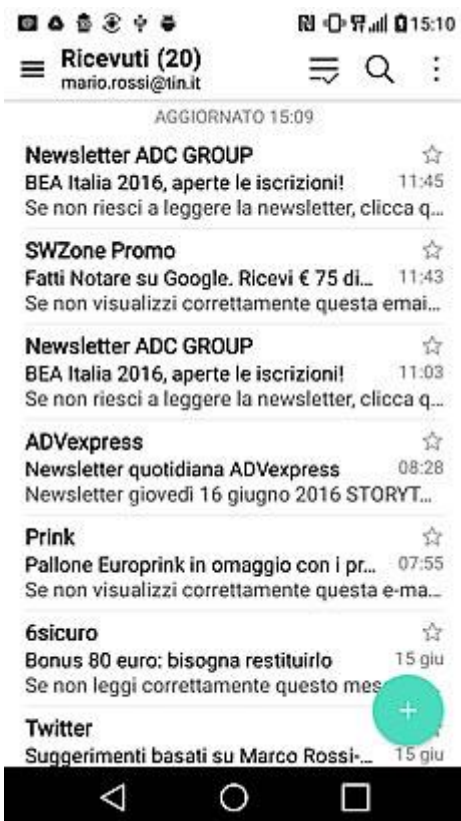 15:10
Ricevuti (20)
mario.rossi@tin.it
AGGIORNATO 15:09
Newsletter ADC GROUP
BEA Italia 2016, aperte le iscrizioni! 11:45
Se non riesci a leggere la newsletter, clicca q...
SWZone Promo
Fatti Notare su Google. Ricevi € 75 di... 11:43
Se non visualizzi correttamente questa emai...
Newsletter ADC GROUP
BEA Italia 2016, aperte le iscrizioni! 11:03
Se non riesci a leggere la newsletter, clicca q...
ADVexpress
Newsletter quotidiana ADVexpress 08:28
Newsletter giovedì 16 giugno 2016 STORYT...
Prink
Pallone Europrink in omaggio con i pr... 07:55
Se non visualizzi correttamente questa e-ma...
6sicuro
Bonus 80 euro: bisogna restituirlo 15 giu
Se non leggi correttamente questo mes
Twitter
Suggerimenti basati su Marco Rossi-... 15 giu